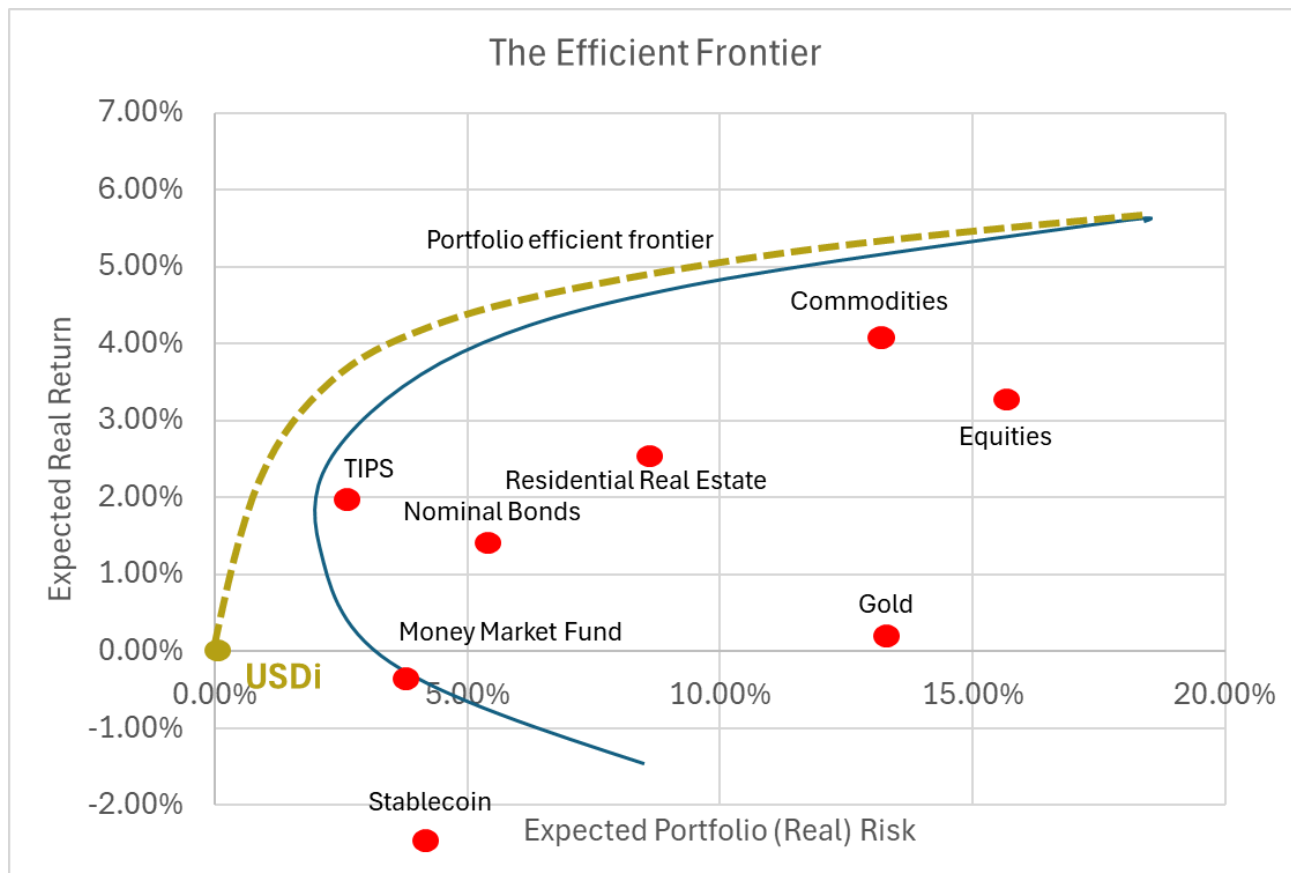 The Efficient Frontier
7.00%
6.00%
Portfolio efficient frontier
5.00%
Commodities
4.00%
Expected Real Return
3.00%
Equities
TIPS
Residential Real Estate
2.00%
Nominal Bonds
1.00%
Gold
Money Market Fund
0.00%
USDi
0.00% 5.00% 10.00% 15.00% 20.00%
-1.00%
-2.00%
Stablecoin
Expected Portfolio (Real) Risk